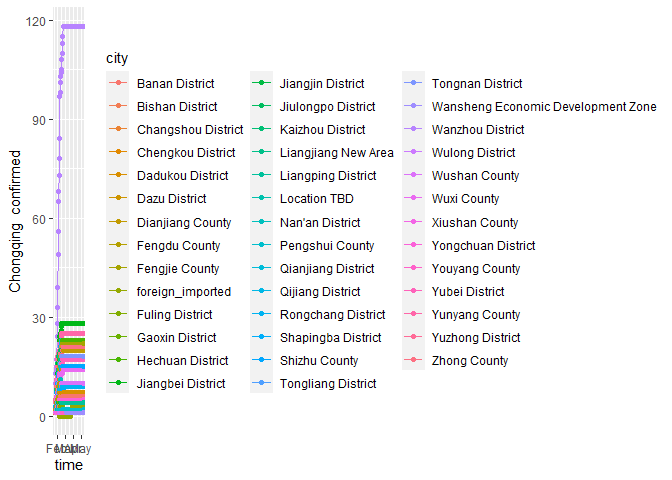 120
90
60
30
0
Chongqing confirmed
time
city
Banan District
Bishan District
Changshou District
Chengkou District
Dadukou District
Dazu District
Dianjiang County
Fengdu County
Fengjie County
foreign_imported
Fuling District
Gaoxin District
Hechuan District
Jiangbei District
Jiangjin District
Jiulongpo District
Kaizhou District
Liangjiang New Area
Liangping District
Location TBD
Nan'an District
Pengshui County
Qianjiang District
Qijiang District
Rongchang District
Shapingba District
Shizhu County
Tongliang District
Tongnan District
Wansheng Economic Development Zone
Wanzhou District
Wulong District
Wushan County
Wuxi County
Xiushan County
Yongchuan District
Youyang County
Yubei District
Yunyang County
Yuzhong District
Zhong County